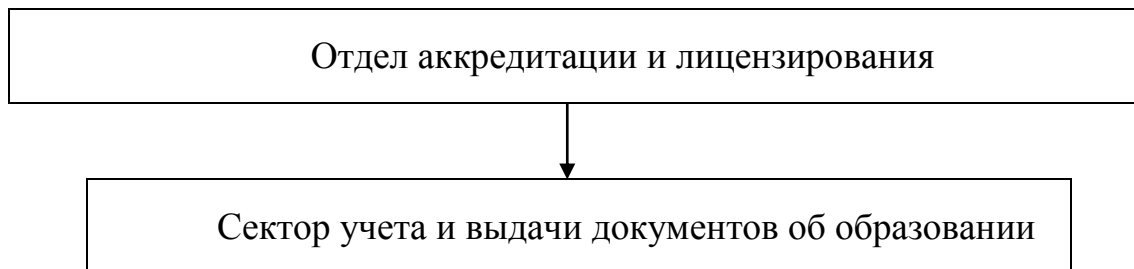 Отдел аккредитации и лицензирования
Сектор учета и выдачи документов об образовании